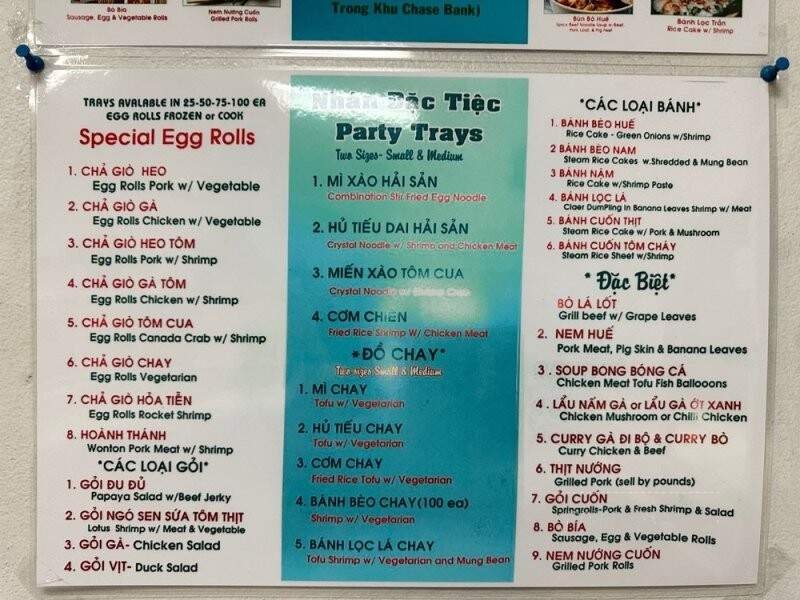 Bò Bía
Sausage, Egg & Vegetable Rolls
Nem Nướng Cuốn
Grilled Pork Rolls
Trong Khu Chase Bank)
Bún Bò Huế
Spicy Beef Noodle Soup w/Beef,
Pork Loaf, & Pig Feet
Bánh Lọc Trần
Rice Cake w/ Shrimp
TRAYS AVALABLE IN 25-50-75-100 EA
EGG ROLLS FROZEN or COOK
Special Egg Rolls
1. CHẢ GIÒ HEO
Egg Rolls Pork w/ Vegetable
2. CHẢ GIÒ GÀ
Egg Rolls Chicken w/ Vegetable
3. CHẢ GIÒ HEO TÔM
Egg Rolls Pork w/ Shrimp
4. CHẢ GIÒ GÀ TÔM
Egg Rolls Chicken w/ Shrimp
5. CHẢ GIÒ TÔM CUA
Egg Rolls Canada Crab w/ Shrimp
6. CHẢ GIÒ CHAY
Egg Rolls Vegetarian
7. CHẢ GIÒ HỎA TIỄN
Egg Rolls Rocket Shrimp
8. HOÀNH THÁNH
Wonton Pork Meat w/ Shrimp
*CÁC LOẠI GỎI*
1. GỎI ĐU ĐỦ
Papaya Salad w/Beef Jerky
2. GỎI NGÓ SEN SỨA TÔM THỊT
Lotus Shrimp w/ Meat & Vegetable
3. GỎI GÀ- Chicken Salad
4. GỎI VỊT- Duck Salad
Nhận Đặc Tiệc
Party Trays
Two Sizes- Small & Medium
1. MÌ XÀO HẢI SẢN
Combination Stir Fried Egg Noodle
2. HỦ TIẾU DAI HẢI SẢN
Crystal Noodle w/ Shrimp and Chicken Meat
3. MIẾN XÀO TÔM CUA
Crystal Noodle w/ Shrimp Crab
4. CƠM CHIÊN
Fried Rice Shrimp W/ Chicken Meat
*ĐỒ CHAY*
Two sizes Small & Medium
1. MÌ CHAY
Tofu w/ Vegetarian
2. HỦ TIẾU CHAY
Tofu w/ Vegetarian
3. CƠM CHAY
Fried Rice Tofu w/ Vegetarian
4. BÁNH BÈO CHAY(100 ea)
Shrimp w/ Vegetarian
5. BÁNH LỌC LÁ CHAY
Tofu Shrimp w/ Vegetarian and Mung Bean
*CÁC LOẠI BÁNH*
1. BÁNH BÈO HUẾ
Rice Cake - Green Onions w/Shrimp
2 BÁNH BÈO NAM
Steam Rice Cakes w.Shredded & Mung Bean
3 BÁNH NẬM
Rice Cake w/Shrimp Paste
4. BÁNH LỌC LÁ
Claer DumPling in Banana Leaves Shrimp w/ Meat
5. BÁNH CUỐN THỊT
Steam Rice Cake w/ Pork & Mushroom
6. BÁNH CUỐN TÔM CHÁY
Steam Rice Sheet w/Shrimp
*Đặc Biệt*
BÒ LÁ LỐT
Grill beef w/ Grape Leaves
2. NEM HUẾ
Pork Meat, Pig Skin & Banana Leaves
3. SOUP BONG BÓNG CÁ
Chicken Meat Tofu Fish Ballooons
4. LẨU NẤM GÀ or LẨU GÀ ỚT XANH
Chicken Mushroom or Chili Chicken
5. CURRY GÀ ĐI BỘ & CURRY BÒ
Curry Chicken & Beef
6. THỊT NƯỚNG
Grilled Pork (sell by pounds)
7. GỎI CUỐN
Springrolls-Pork & Fresh Shrimp & Salad
8. BÒ BÍA
Sausage, Egg & Vegetable Rolls
9. NEM NƯỚNG CUỐN
Grilled Pork Rolls